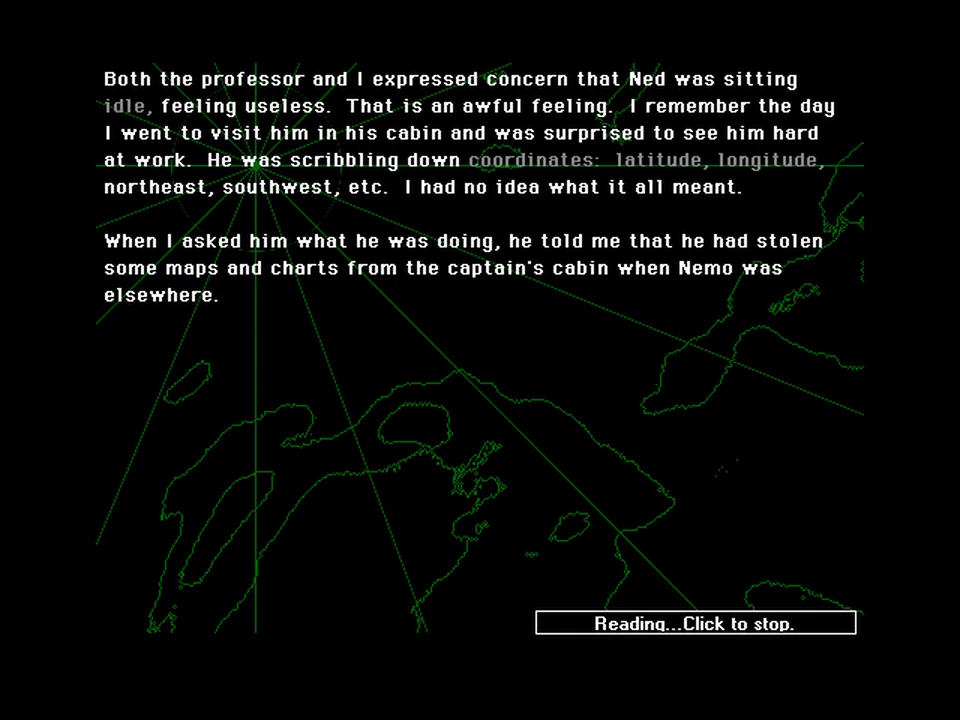 Both the professor and I expressed concern that Ned was sitting
idle, feeling useless.  That is an awful feeling.  I remember the day
I went to visit him in his cabin and was surprised to see him hard
at work.  He was scribbling down coordinates:  latitude, longitude,
northeast, southwest, etc.  I had no idea what it all meant.

When I asked him what he was doing, he told me that he had stolen
some maps and charts from the captain's cabin when Nemo was
elsewhere.
Reading...Click to stop.